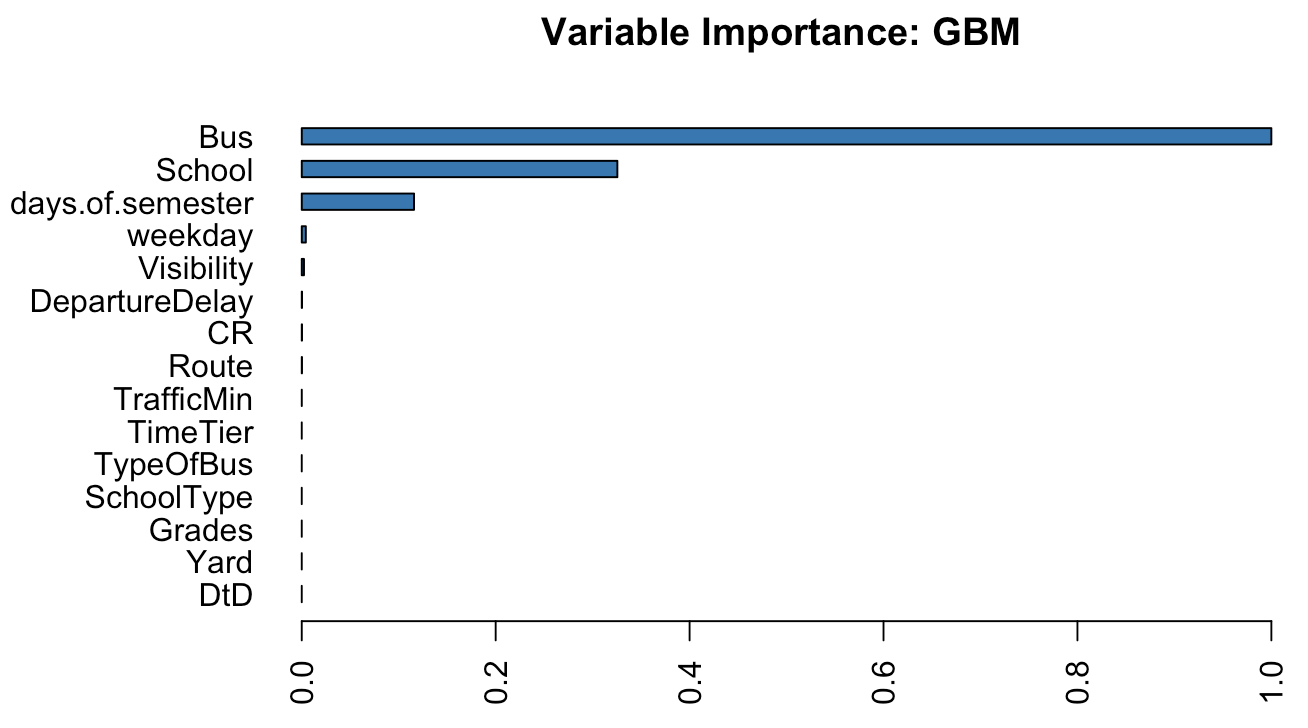 Variable Importance: GBM
Bus
School
days.of.semester
weekday
Visibility
DepartureDelay
CR
Route
TrafficMin
TimeTier
TypeOfBus
SchoolType
Grades
Yard
DtD
0.0 0.2 0.4 0.6 0.8 1.0